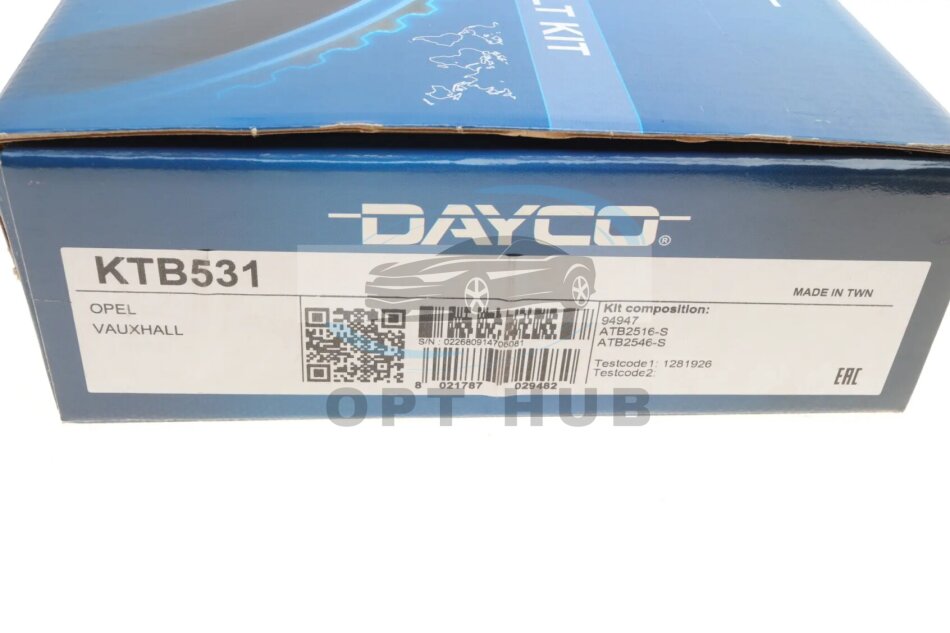 LT KIT
DAYCO®
KTB531
MADE IN TWN
OPEL
VAUXHALL
S/N : 022680914706081
8 021787 029482
Kit composition:
94947
ATB2516-S
ATB2546-S
Testcode1: 1281926
Testcode2:
EAC
OPT HUB